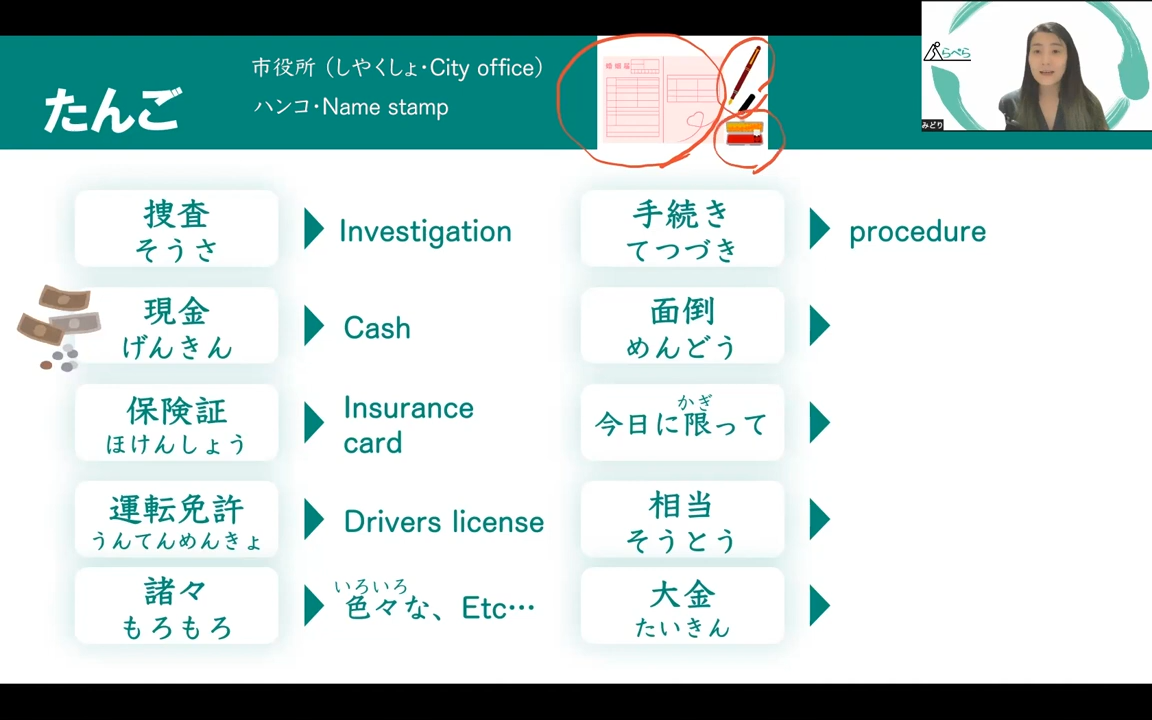 たんご
市役所（しやくしょ・City office）
ハンコ・Name stamp
らぺら
みどり
捜査
そうさ
Investigation
現金
げんきん
Cash
保険証
ほけんしょう
Insurance
card
運転免許
うんてんめんきょ
Drivers license
諸々
もろもろ
いろいろ
色々な、Etc…
手続き
てつづき
procedure
面倒
めんどう
かぎ
今日に限って
相当
そうとう
大金
たいきん